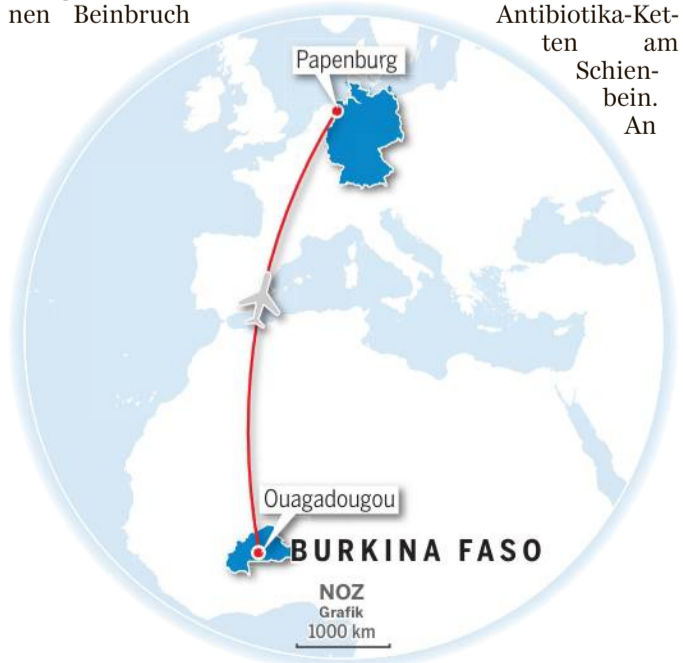 nen Beinbruch
Antibiotika-Ket-
ten am
Schien-
bein.
An
Papenburg
Ouagadougou
BURKINA FASO
NOZ
Grafik
1000 km